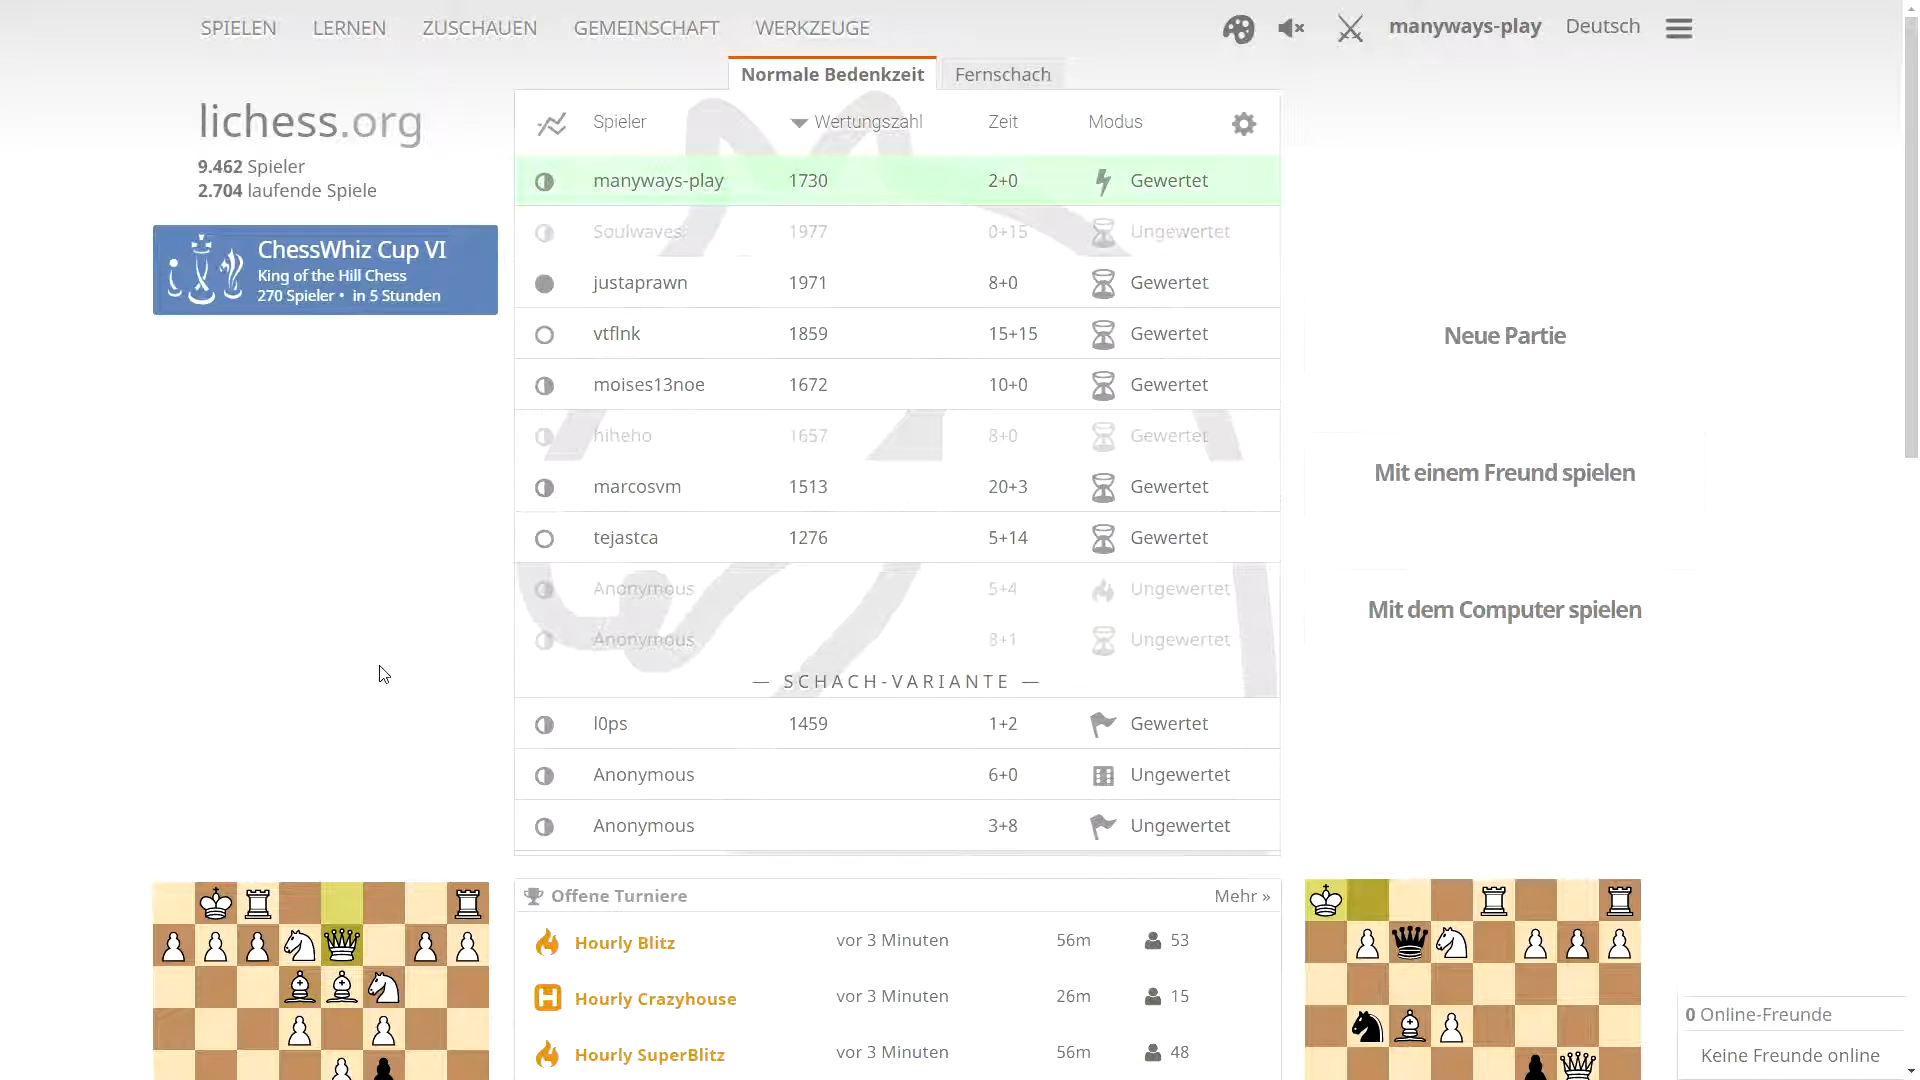 SPIELEN LERNEN ZUSCHAUEN GEMEINSCHAFT WERKZEUGE manyways-play Deutsch
Normale Bedenkzeit Fernschach
lichess.org
9.462 Spieler
2.704 laufende Spiele
ChessWhiz Cup VI
King of the Hill Chess
270 Spieler • in 5 Stunden
Spieler Wertungszahl Zeit Modus
manyways-play 1730 2+0 Gewertet
Soulwaves 1977 0+15 Ungewertet
justaprawn 1971 8+0 Gewertet
vtflnk 1859 15+15 Gewertet
moises13noe 1672 10+0 Gewertet
hiheho 1657 8+0 Gewertet
marcosvm 1513 20+3 Gewertet
tejastca 1276 5+14 Gewertet
Anonymous 5+4 Ungewertet
Anonymous 8+1 Ungewertet
— SCHACH-VARIANTE —
l0ps 1459 1+2 Gewertet
Anonymous 6+0 Ungewertet
Anonymous 3+8 Ungewertet
Neue Partie
Mit einem Freund spielen
Mit dem Computer spielen
Offene Turniere Mehr »
Hourly Blitz vor 3 Minuten 56m 53
Hourly Crazyhouse vor 3 Minuten 26m 15
Hourly SuperBlitz vor 3 Minuten 56m 48
0 Online-Freunde
Keine Freunde online